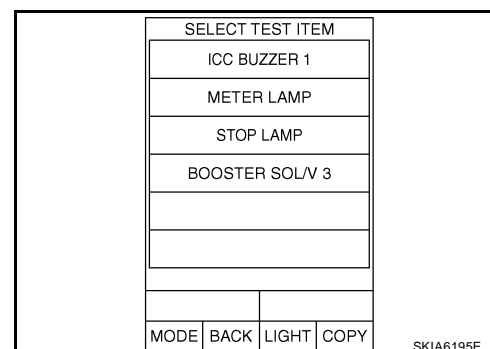 SELECT TEST ITEM
ICC BUZZER 1
METER LAMP
STOP LAMP
BOOSTER SOL/V 3
MODE BACK LIGHT COPY
SKIA6195E